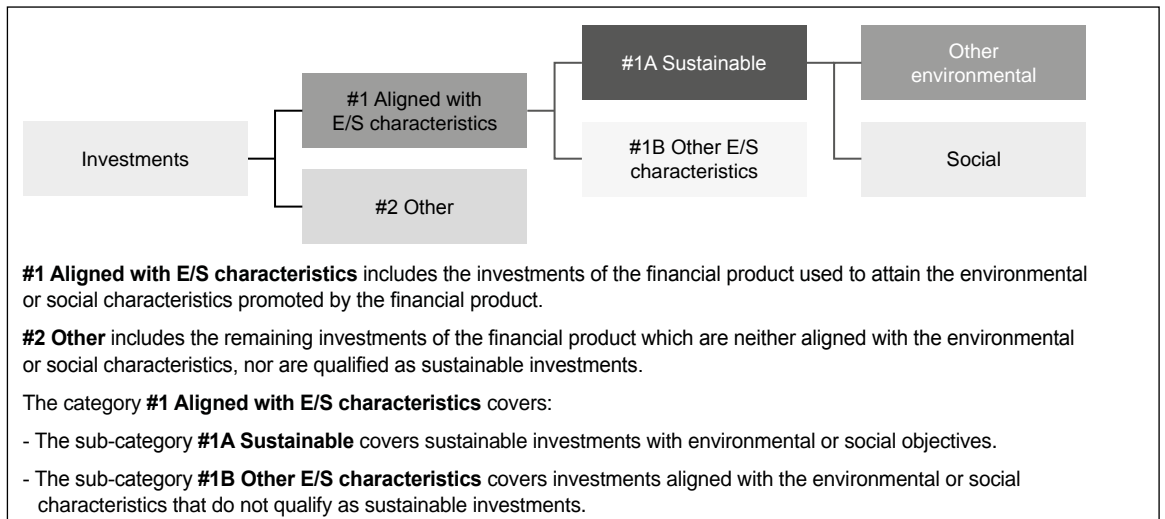 Investments
#1 Aligned with
E/S characteristics
#2 Other
#1A Sustainable
#1B Other E/S
characteristics
Other
environmental
Social
#1 Aligned with E/S characteristics includes the investments of the financial product used to attain the environmental
or social characteristics promoted by the financial product.
#2 Other includes the remaining investments of the financial product which are neither aligned with the environmental
or social characteristics, nor are qualified as sustainable investments.
The category #1 Aligned with E/S characteristics covers:
- The sub-category #1A Sustainable covers sustainable investments with environmental or social objectives.
- The sub-category #1B Other E/S characteristics covers investments aligned with the environmental or social
characteristics that do not qualify as sustainable investments.